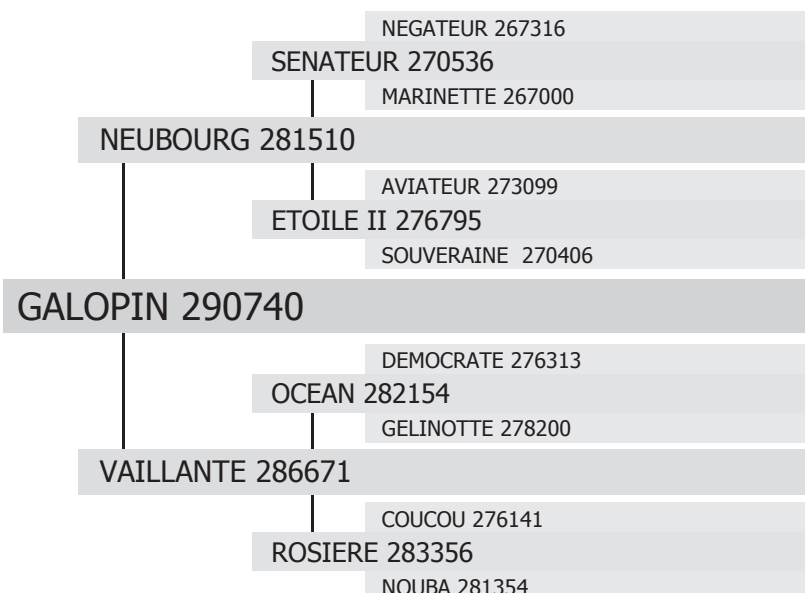 NEGATEUR 267316
SENATEUR 270536
MARINETTE 267000
NEUBOURG 281510
AVIATEUR 273099
ETOILE II 276795
SOUVERAINE 270406
GALOPIN 290740
DEMOCRATE 276313
OCEAN 282154
GELINOTTE 278200
VAILLANTE 286671
COUCOU 276141
ROSIERE 283356
NOUBA 281354